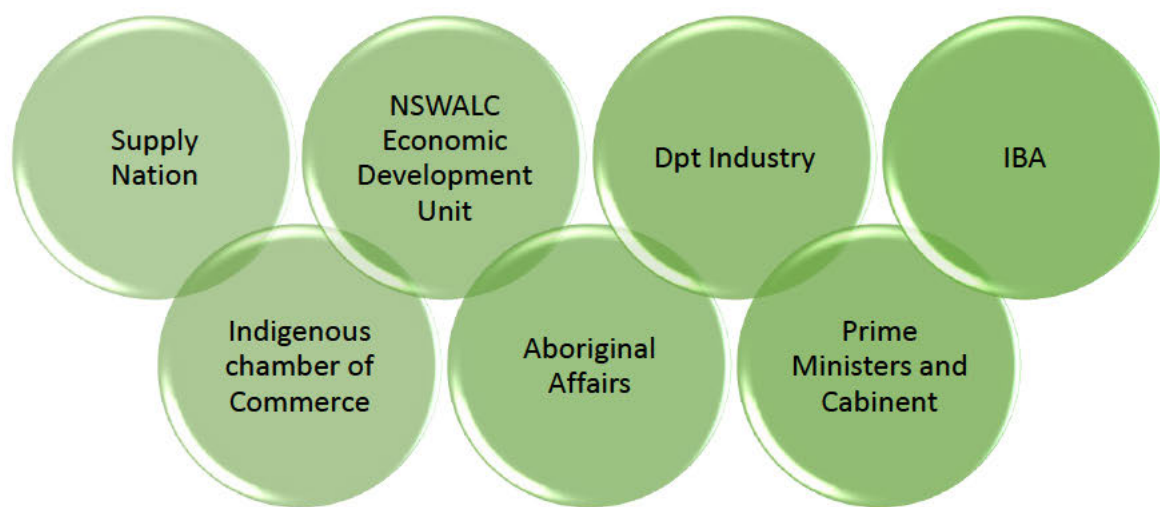 Supply
Nation
NSWALC
Economic
Development
Unit
Dpt Industry
IBA
Indigenous
chamber of
Commerce
Aboriginal
Affairs
Prime
Ministers and
Cabinent